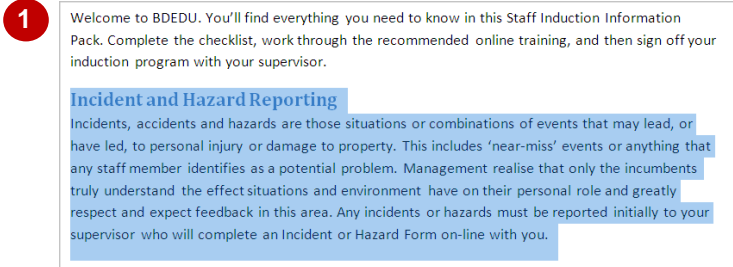 1
Welcome to BDEDU. You’ll find everything you need to know in this Staff Induction Information
Pack. Complete the checklist, work through the recommended online training, and then sign off your
induction program with your supervisor.
Incident and Hazard Reporting
Incidents, accidents and hazards are those situations or combinations of events that may lead, or
have led, to personal injury or damage to property. This includes ‘near-miss’ events or anything that
any staff member identifies as a potential problem. Management realise that only the incumbents
truly understand the effect situations and environment have on their personal role and greatly
respect and expect feedback in this area. Any incidents or hazards must be reported initially to your
supervisor who will complete an Incident or Hazard Form on-line with you.